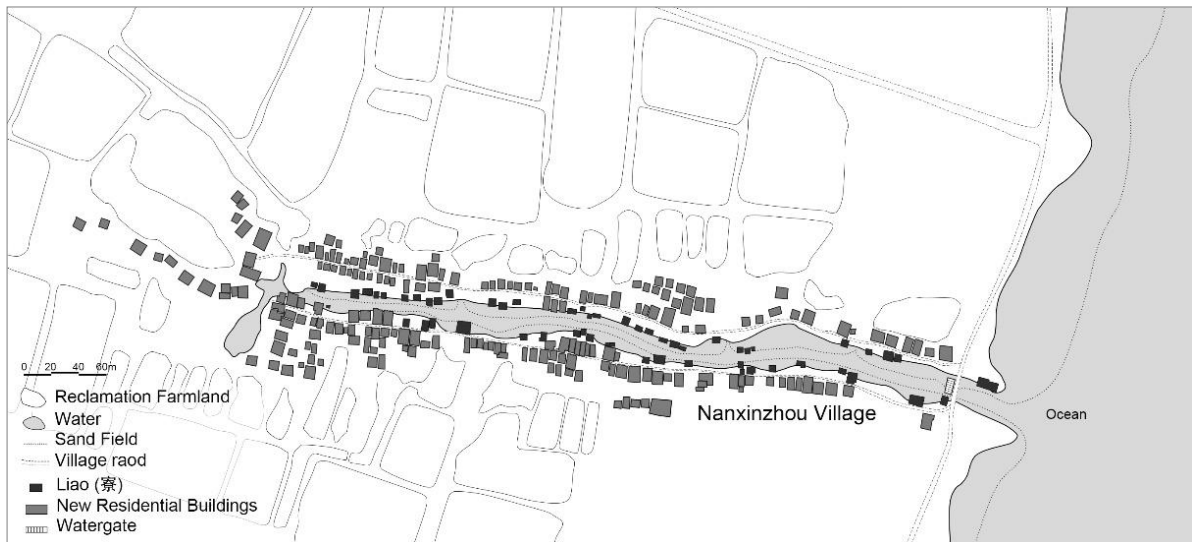 Nanxinzhou Village
Ocean
0 20 40 60m
Reclamation Farmland
Water
Sand Field
Village raod
Liao (寮)
New Residential Buildings
Watergate